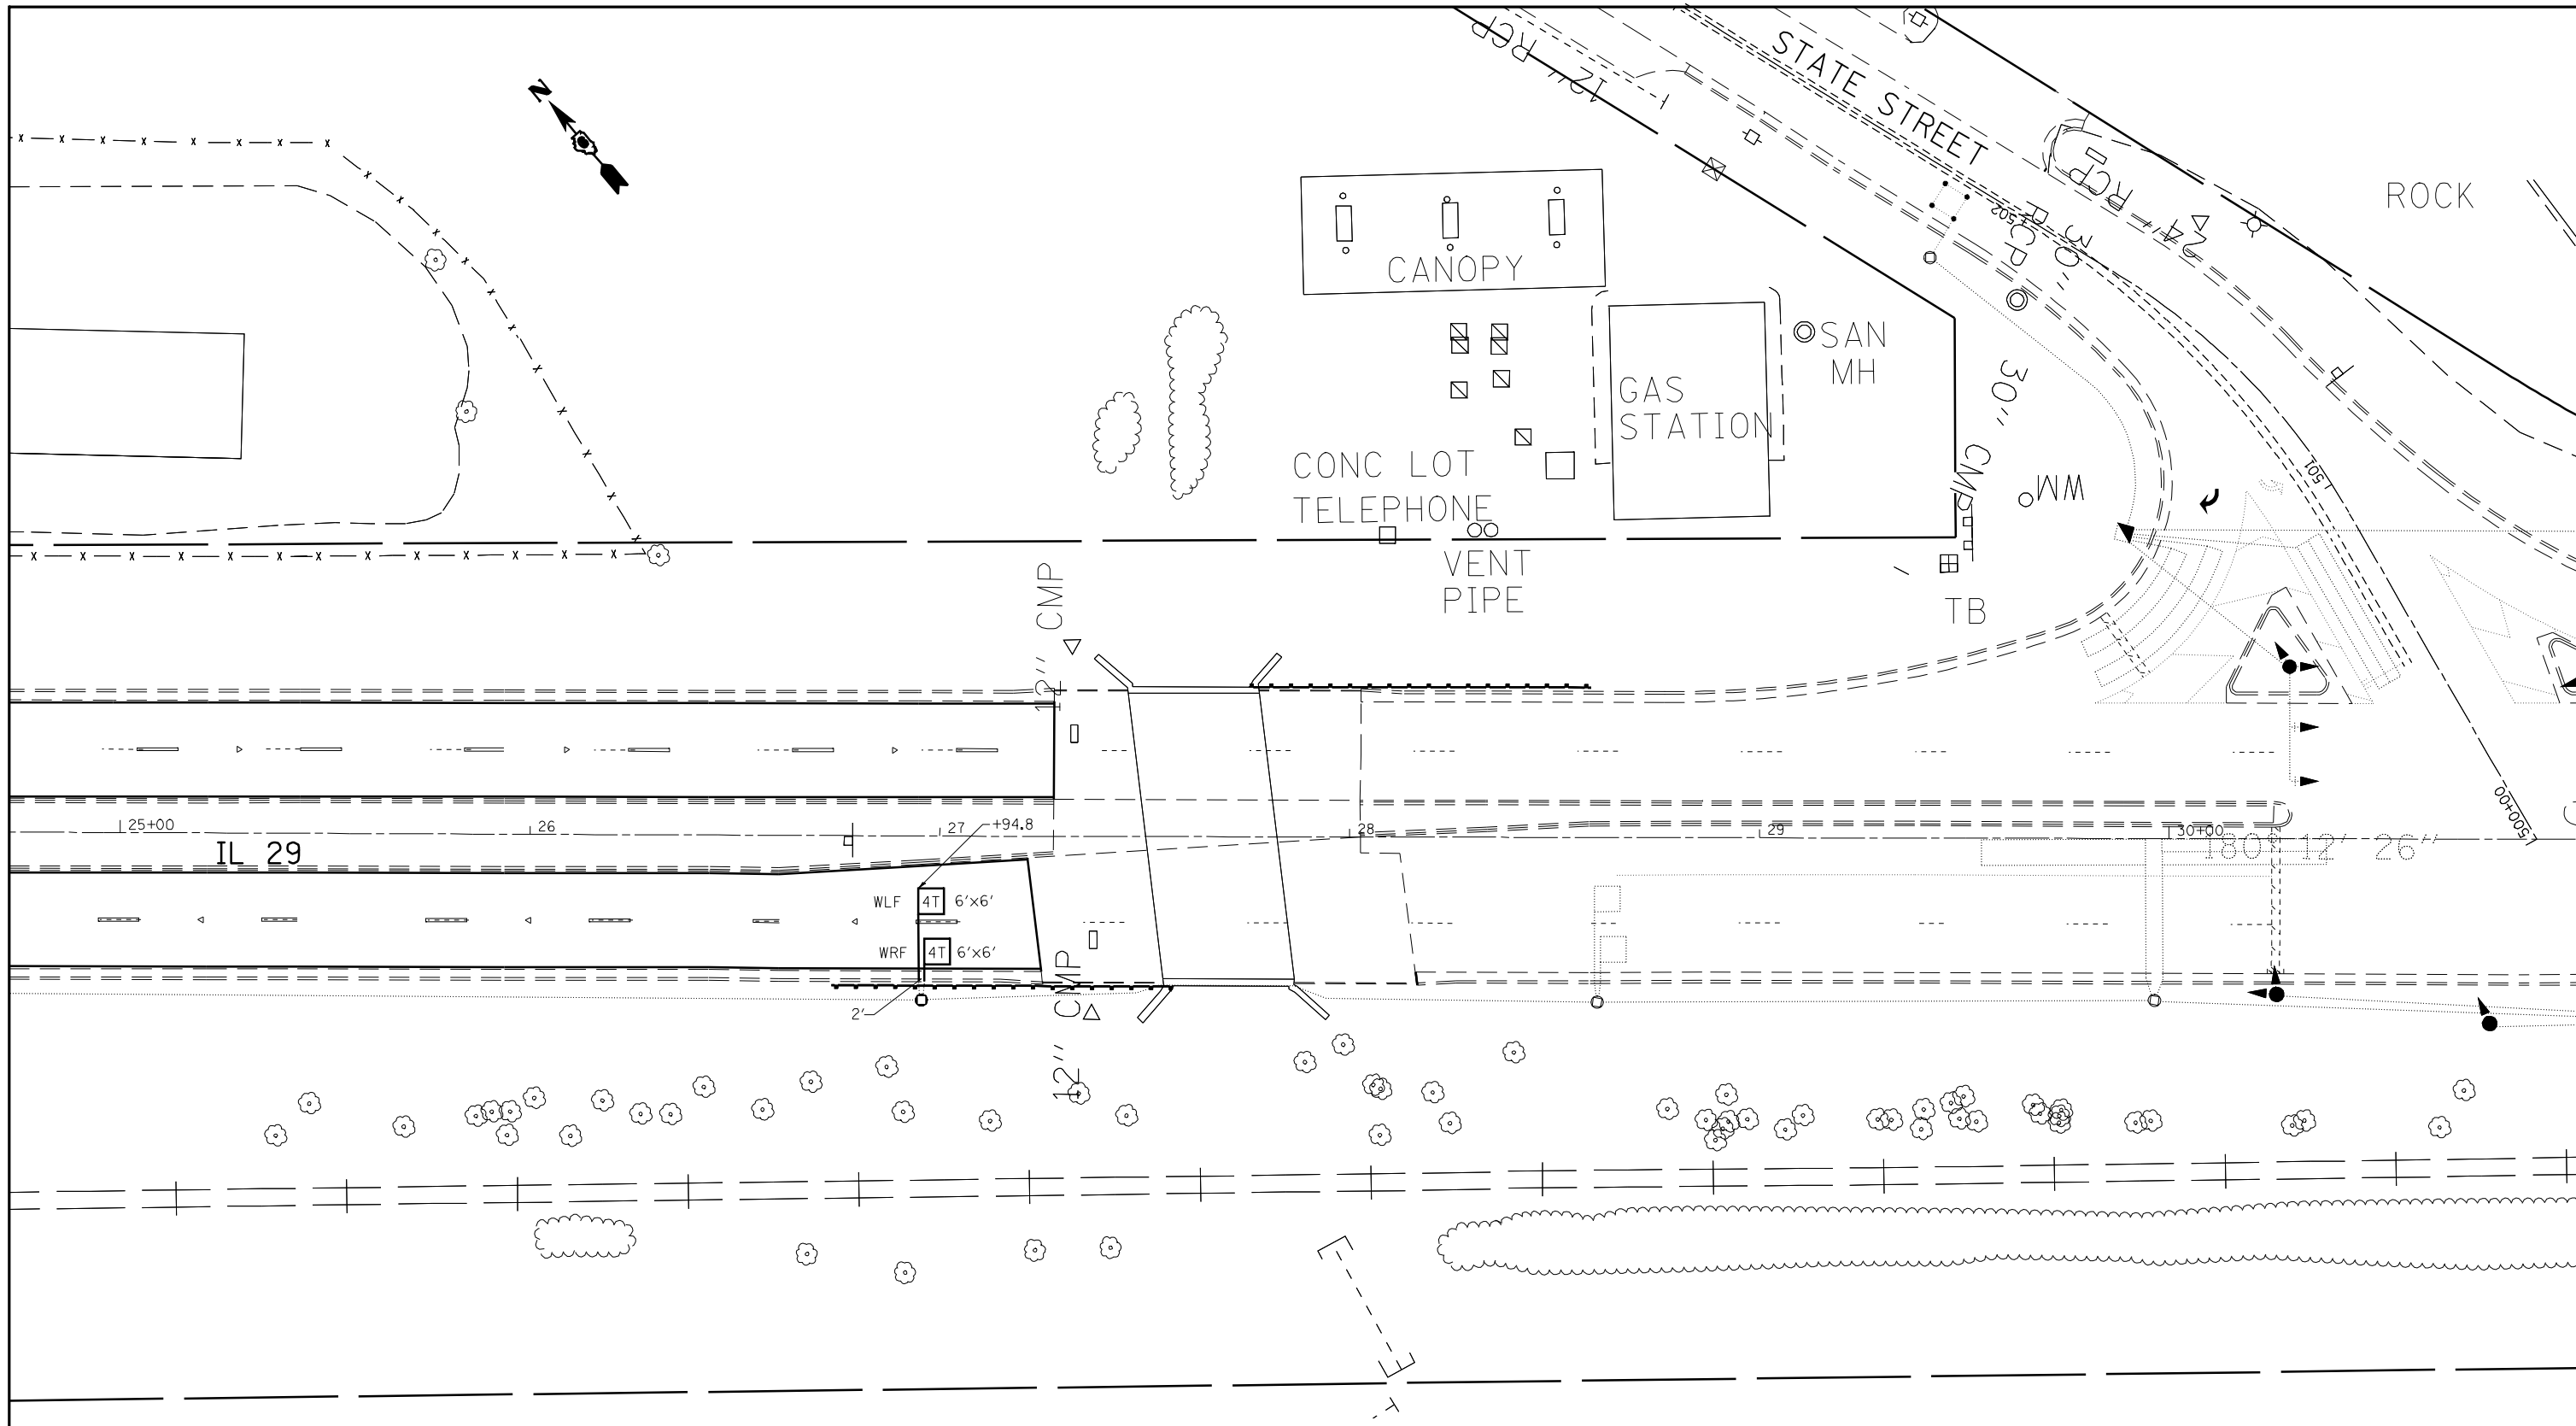 N
12" RCP
STATE STREET
24" RCP
ROCK
502
30" RCP
CANOPY
SAN
MH
GAS
STATION
30" CMP
CONC LOT
TELEPHONE
WM
501
VENT
PIPE
TB
12" CMP
25+00
26
27
+94.8
28
29
30+00
500+00
180° 12' 26"
IL 29
WLF
4T
6'x6'
WRF
4T
6'x6'
2'
12" CMP